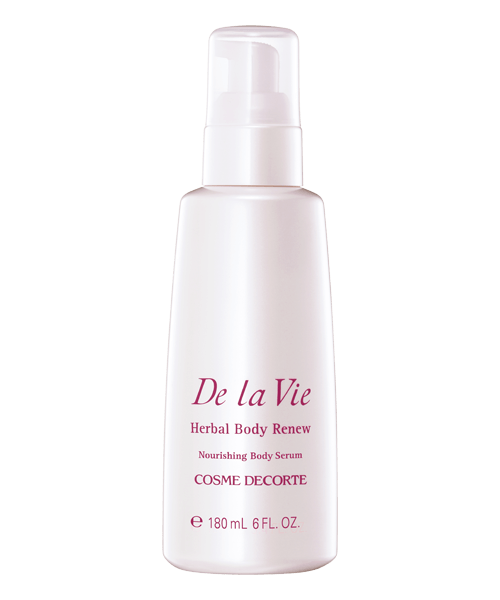 De la Vie
Herbal Body Renew
Nourishing Body Serum
COSME DECORTE
℮ 180 mL 6 FL. OZ.